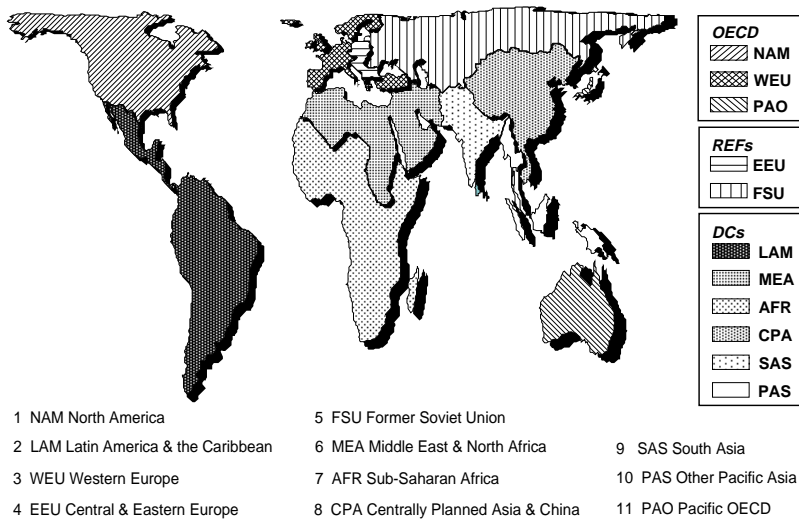 OECD
NAM
WEU
PAO
REFs
EEU
FSU
DCs
LAM
MEA
AFR
CPA
SAS
PAS
1 NAM North America
2 LAM Latin America & the Caribbean
3 WEU Western Europe
4 EEU Central & Eastern Europe
5 FSU Former Soviet Union
6 MEA Middle East & North Africa
7 AFR Sub-Saharan Africa
8 CPA Centrally Planned Asia & China
9 SAS South Asia
10 PAS Other Pacific Asia
11 PAO Pacific OECD